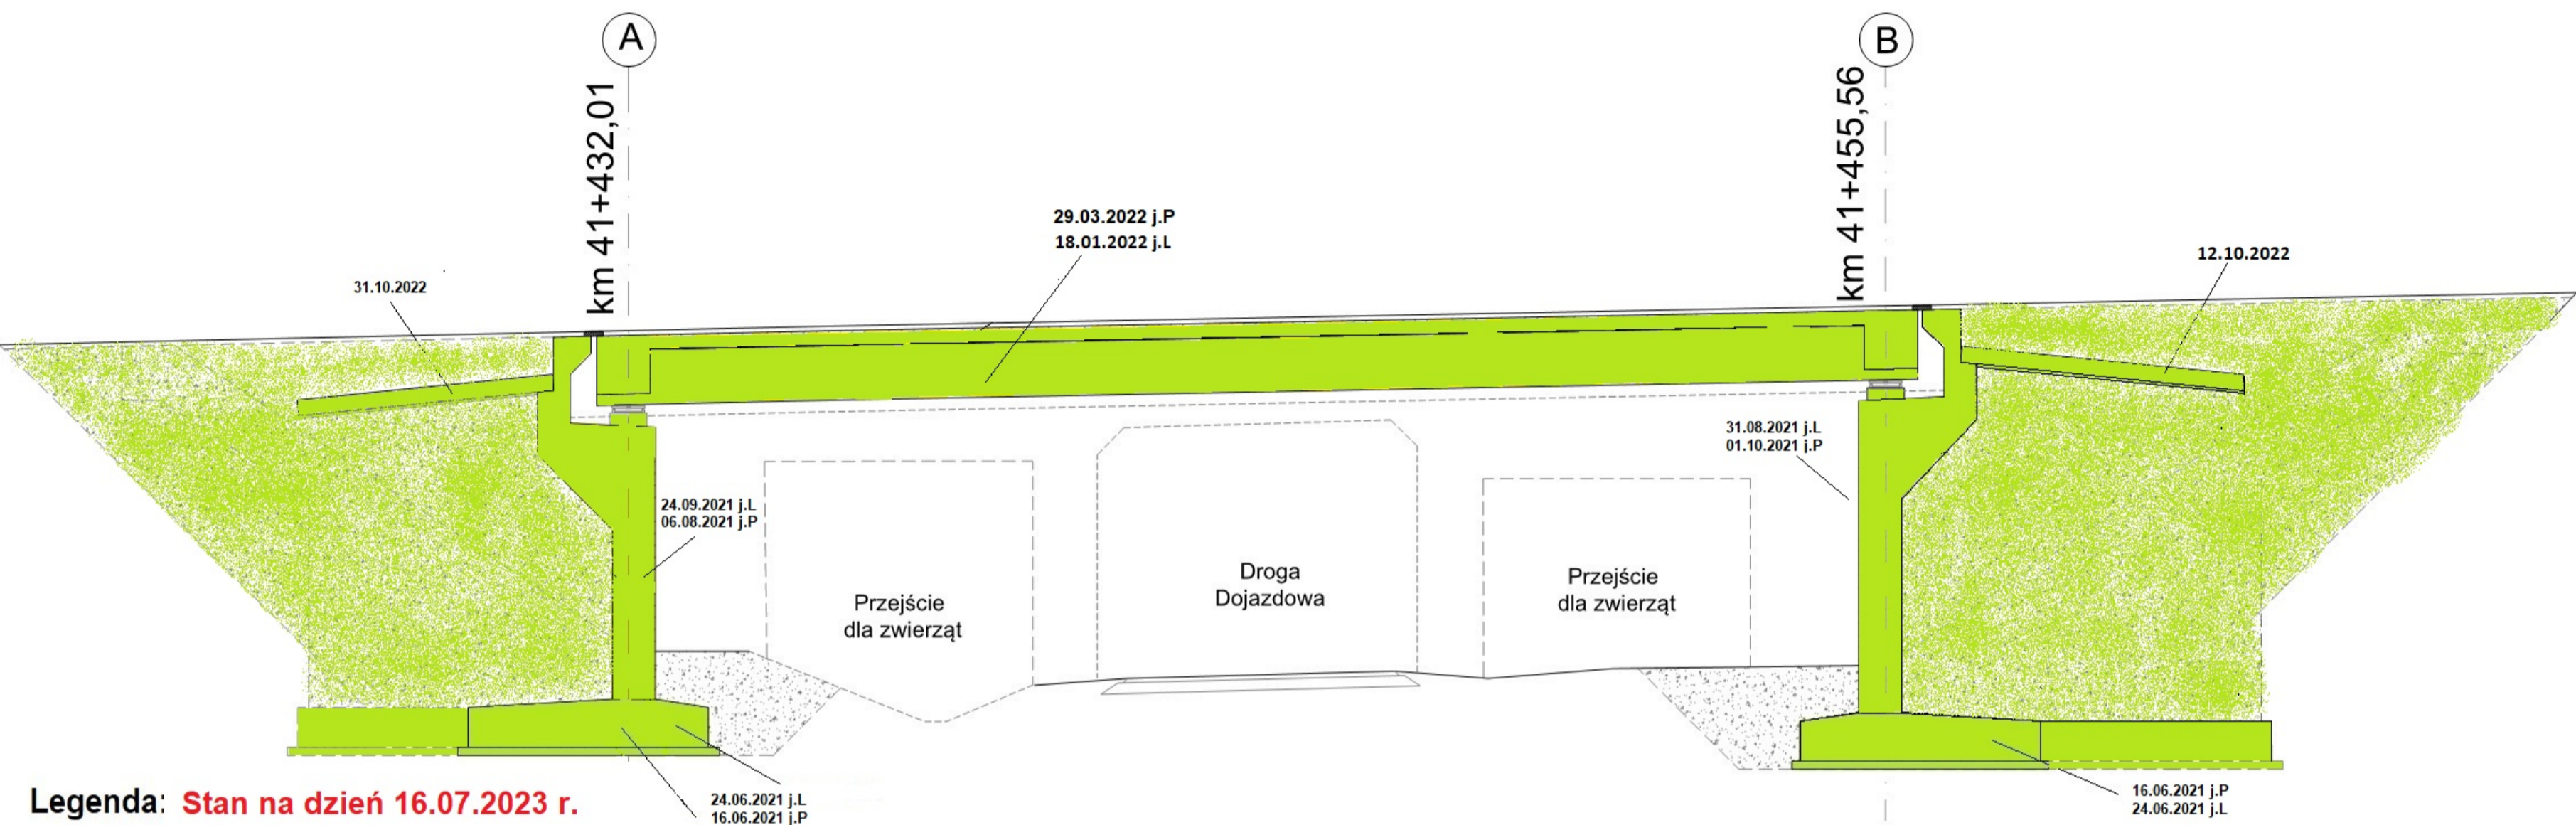 A
B
km 41+432,01
km 41+455,56
29.03.2022 j.P
18.01.2022 j.L
12.10.2022
31.10.2022
31.08.2021 j.L
01.10.2021 j.P
24.09.2021 j.L
06.08.2021 j.P
Przejście
dla zwierząt
Droga
Dojazdowa
Przejście
dla zwierząt
Legenda: Stan na dzień 16.07.2023 r.
24.06.2021 j.L
16.06.2021 j.P
16.06.2021 j.P
24.06.2021 j.L